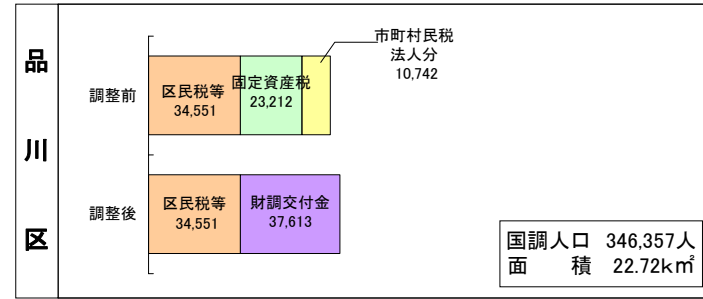 品川区
市町村民税
法人分
10,742
調整前
区民税等
34,551
固定資産税
23,212
調整後
区民税等
34,551
財調交付金
37,613
国調人口 346,357人
面 積 22.72k㎡